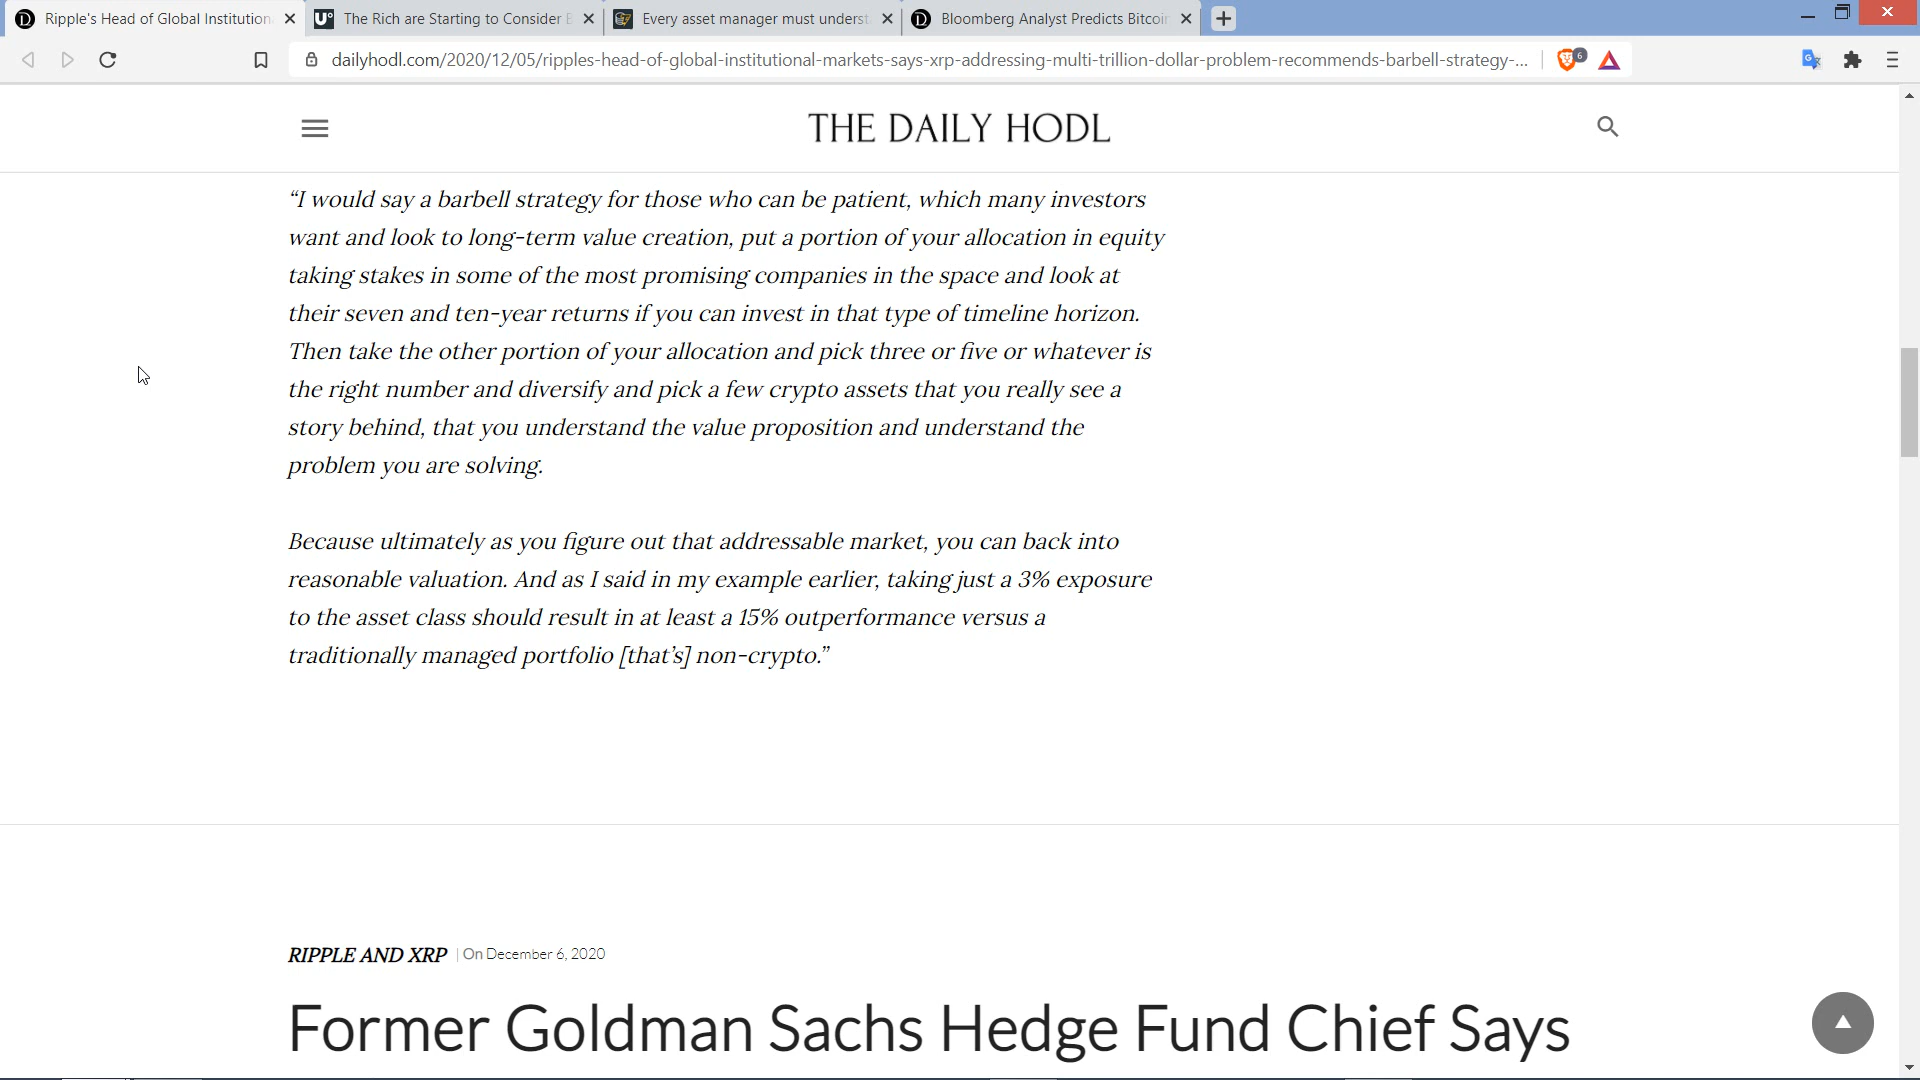 Ripple's Head of Global Institution
The Rich are Starting to Consider
Every asset manager must underst
Bloomberg Analyst Predicts Bitcoin
dailyhodl.com/2020/12/05/ripples-head-of-global-institutional-markets-says-xrp-addressing-multi-trillion-dollar-problem-recommends-barbell-strategy-...
6
THE DAILY HODL
“I would say a barbell strategy for those who can be patient, which many investors
want and look to long-term value creation, put a portion of your allocation in equity
taking stakes in some of the most promising companies in the space and look at
their seven and ten-year returns if you can invest in that type of timeline horizon.
Then take the other portion of your allocation and pick three or five or whatever is
the right number and diversify and pick a few crypto assets that you really see a
story behind, that you understand the value proposition and understand the
problem you are solving.
Because ultimately as you figure out that addressable market, you can back into
reasonable valuation. And as I said in my example earlier, taking just a 3% exposure
to the asset class should result in at least a 15% outperformance versus a
traditionally managed portfolio [that’s] non-crypto.”
RIPPLE AND XRP | On December 6, 2020
Former Goldman Sachs Hedge Fund Chief Says